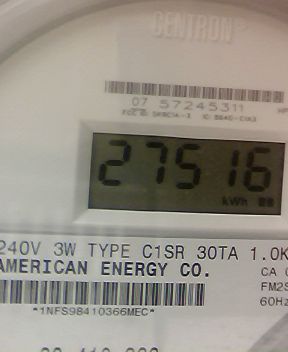 CENTRON®
07 57245311
27516
kWh
240V 3W TYPE C1SR 30TA 1.0K
AMERICAN ENERGY CO.
CA
FM2S
60Hz
*1NFS98410366MEC*